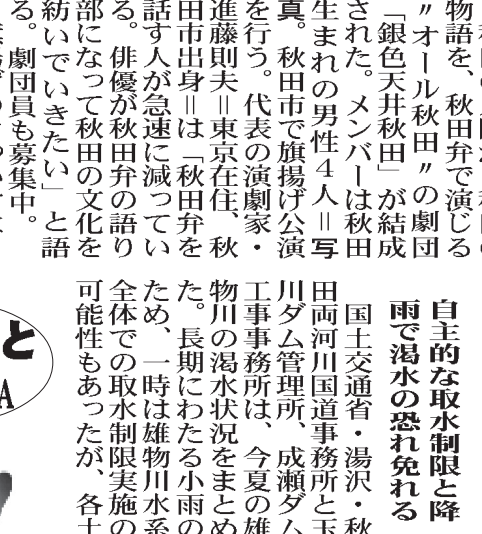 物語を、秋田弁で演じる
〃オール秋田〃の劇団
「銀色天井秋田」が結成
された。メンバーは秋田
生まれの男性4人＝写
真。秋田市で旗揚げ公演
を行う。代表の演劇家・
進藤則夫＝東京在住、秋
田市出身＝は「秋田弁を
話す人が急速に減ってい
る。俳優が秋田弁の語り
部になって秋田の文化を
紡いでいきたい」と語
る。劇団員も募集中。
自主的な取水制限と降
雨で渇水の恐れ免れる
国土交通省・湯沢・秋
田両河川国道事務所と玉
川ダム管理所、成瀬ダム
工事事務所は、今夏の雄
物川の渇水状況をまとめ
た。長期にわたる小雨の
ため、一時は雄物川水系
全体での取水制限実施の
可能性もあったが、各土
と
A